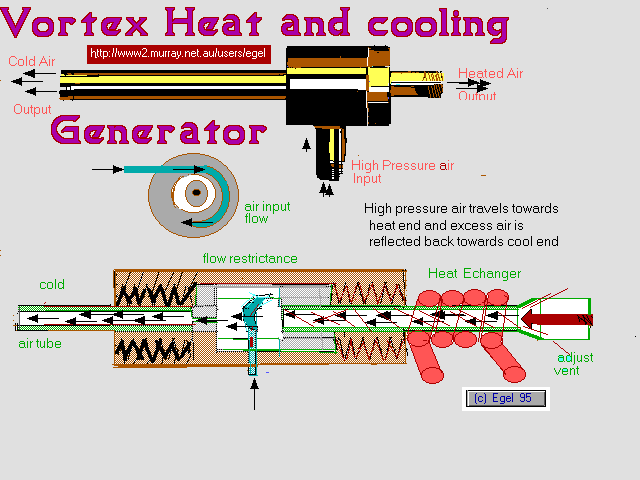 Vortex Heat and cooling
http://www2.murray.net.au/users/egel
Cold Air
Output
Heated Air
Output
Generator
High Pressure air
Input
air input
flow
High pressure air travels towards
heat end and excess air is
reflected back towards cool end
flow restrictance
Heat Echanger
cold
air tube
adjust
vent
(c) Egel 95